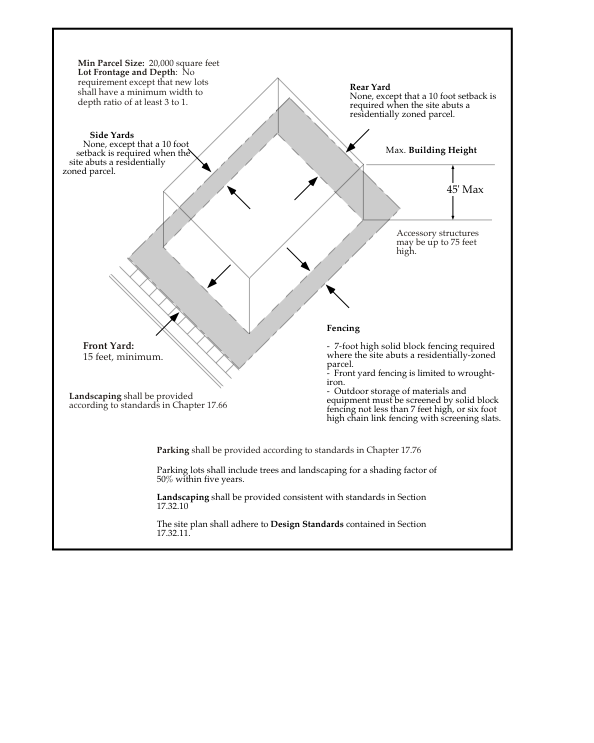 Min Parcel Size: 20,000 square feet
Lot Frontage and Depth: No
requirement except that new lots
shall have a minimum width to
depth ratio of at least 3 to 1.
Rear Yard
None, except that a 10 foot setback is
required when the site abuts a
residentially zoned parcel.
Side Yards
None, except that a 10 foot
setback is required when the
site abuts a residentially
zoned parcel.
Max. Building Height
45' Max
Accessory structures
may be up to 75 feet
high.
Front Yard:
15 feet, minimum.
Landscaping shall be provided
according to standards in Chapter 17.66
Fencing
- 7-foot high solid block fencing required
where the site abuts a residentially-zoned
parcel.
- Front yard fencing is limited to wrought-
iron.
- Outdoor storage of materials and
equipment must be screened by solid block
fencing not less than 7 feet high, or six foot
high chain link fencing with screening slats.
Parking shall be provided according to standards in Chapter 17.76
Parking lots shall include trees and landscaping for a shading factor of
50% within five years.
Landscaping shall be provided consistent with standards in Section
17.32.10
The site plan shall adhere to Design Standards contained in Section
17.32.11.